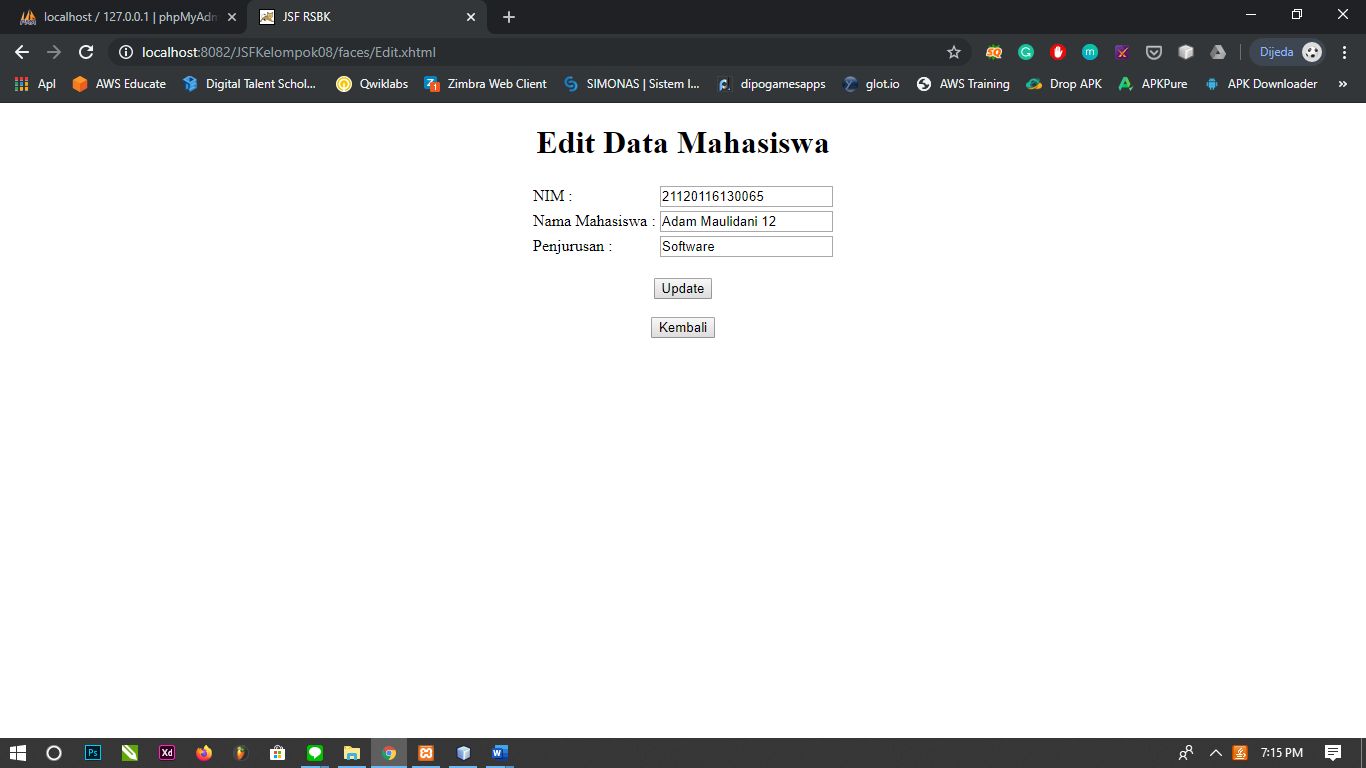 localhost / 127.0.0.1 | phpMyAdm
JSF RSBK
localhost:8082/JSFKelompok08/faces/Edit.xhtml
Dijeda
Apl
AWS Educate
Digital Talent Schol...
Qwiklabs
Zimbra Web Client
SIMONAS | Sistem I...
dipogamesapps
glot.io
AWS Training
Drop APK
APKPure
APK Downloader
»
Edit Data Mahasiswa
NIM : 21120116130065
Nama Mahasiswa : Adam Maulidani 12
Penjurusan : Software
Update
Kembali
Ps
Xd
7:15 PM